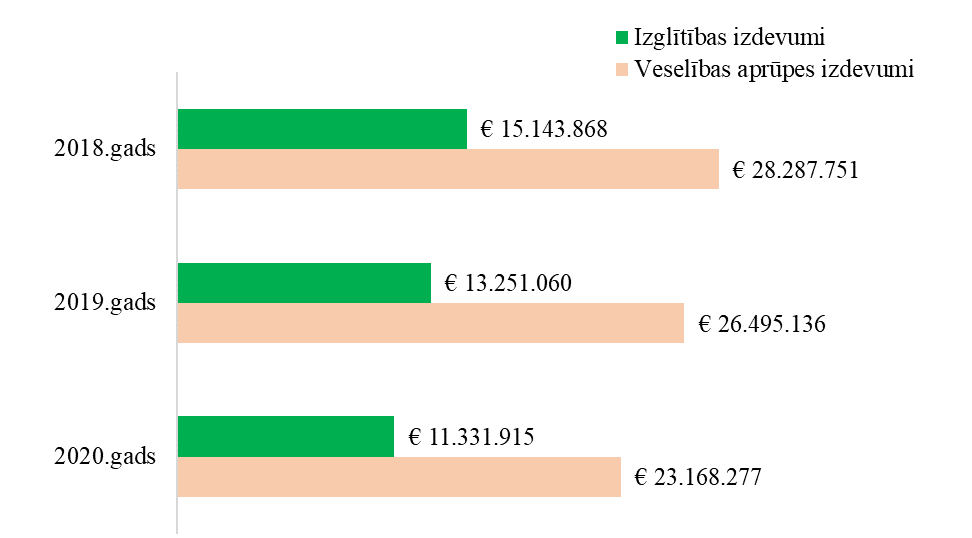 Izglītības izdevumi
Veselības aprūpes izdevumi
2018.gads
€ 15.143.868
€ 28.287.751
2019.gads
€ 13.251.060
€ 26.495.136
2020.gads
€ 11.331.915
€ 23.168.277